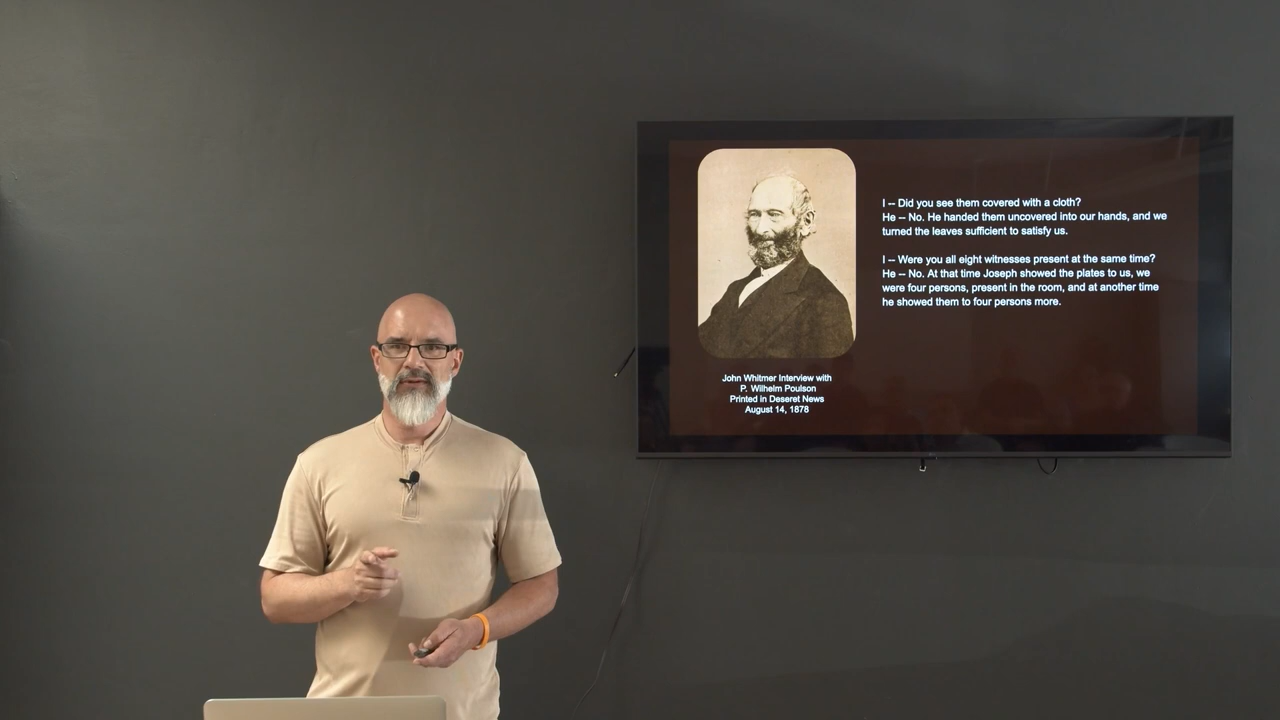 I -- Did you see them covered with a cloth?
He -- No. He handed them uncovered into our hands, and we
turned the leaves sufficient to satisfy us.
I -- Were you all eight witnesses present at the same time?
He -- No. At that time Joseph showed the plates to us, we
were four persons, present in the room, and at another time
he showed them to four persons more.
John Whitmer Interview with
P. Wilhelm Poulson
Printed in Deseret News
August 14, 1878